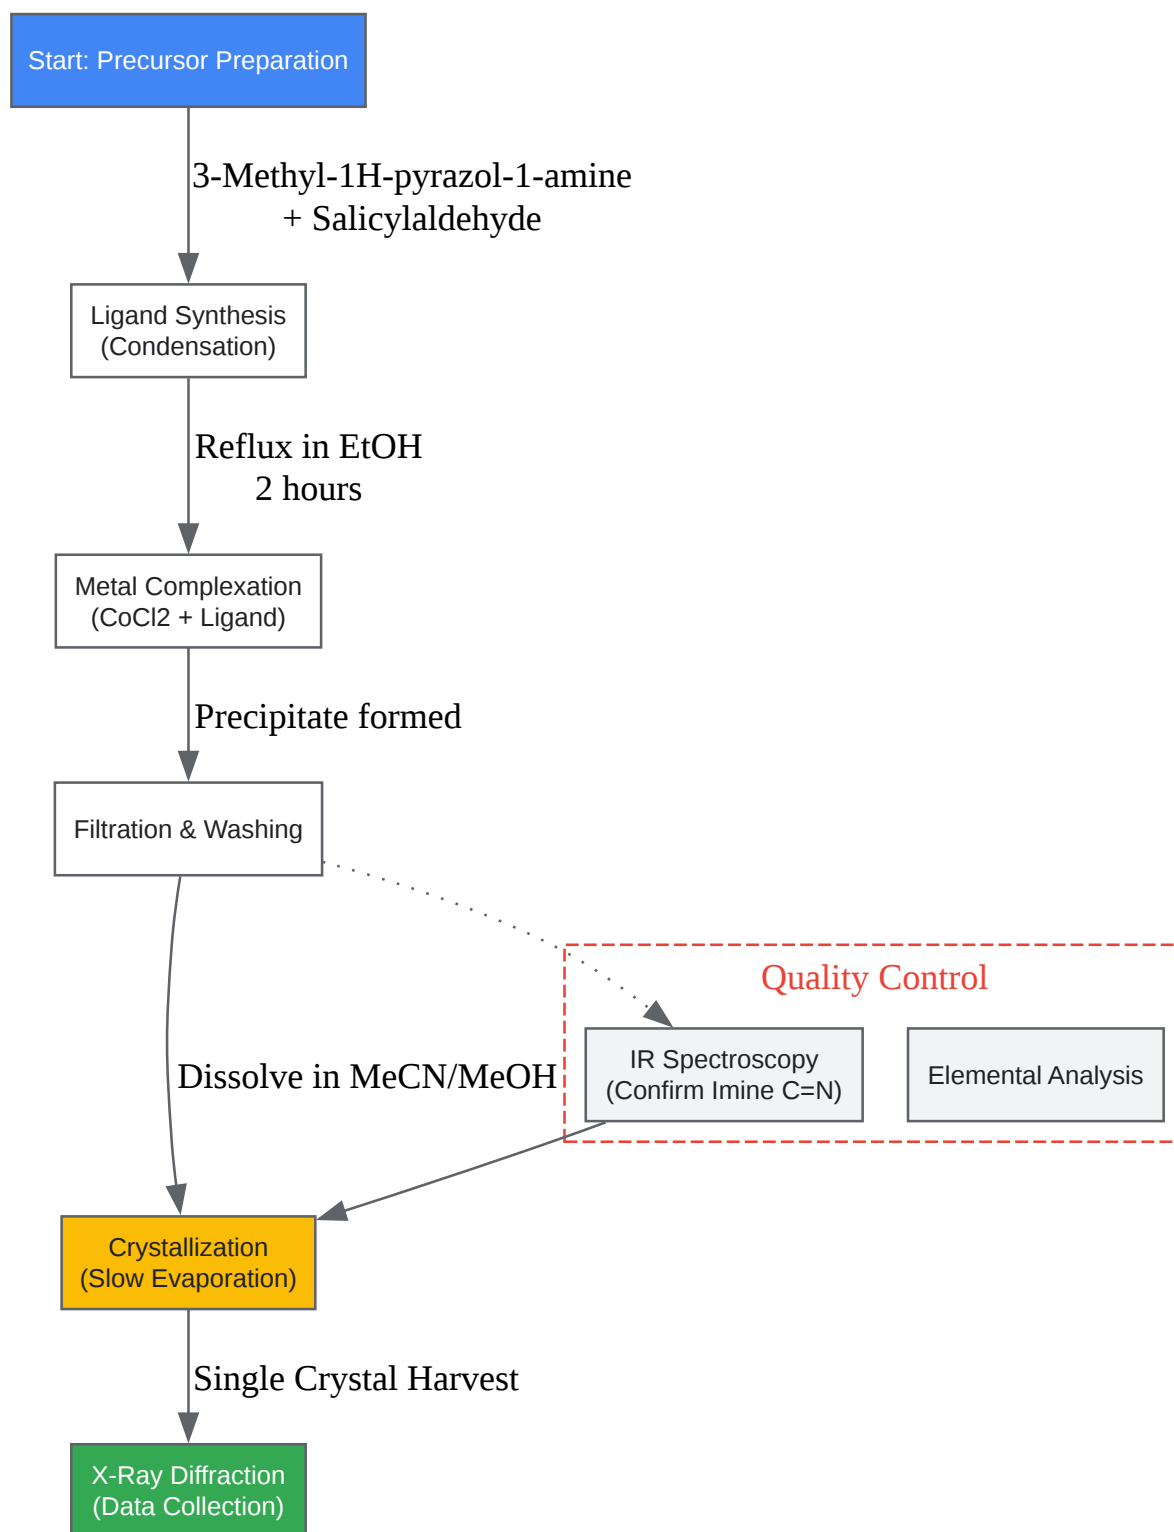 Start: Precursor Preparation
3-Methyl-1H-pyrazol-1-amine
+ Salicylaldehyde
Ligand Synthesis
(Condensation)
Reflux in EtOH
2 hours
Metal Complexation
(CoCl2 + Ligand)
Precipitate formed
Filtration & Washing
Quality Control
IR Spectroscopy
(Confirm Imine C=N)
Elemental Analysis
Dissolve in MeCN/MeOH
Crystallization
(Slow Evaporation)
Single Crystal Harvest
X-Ray Diffraction
(Data Collection)